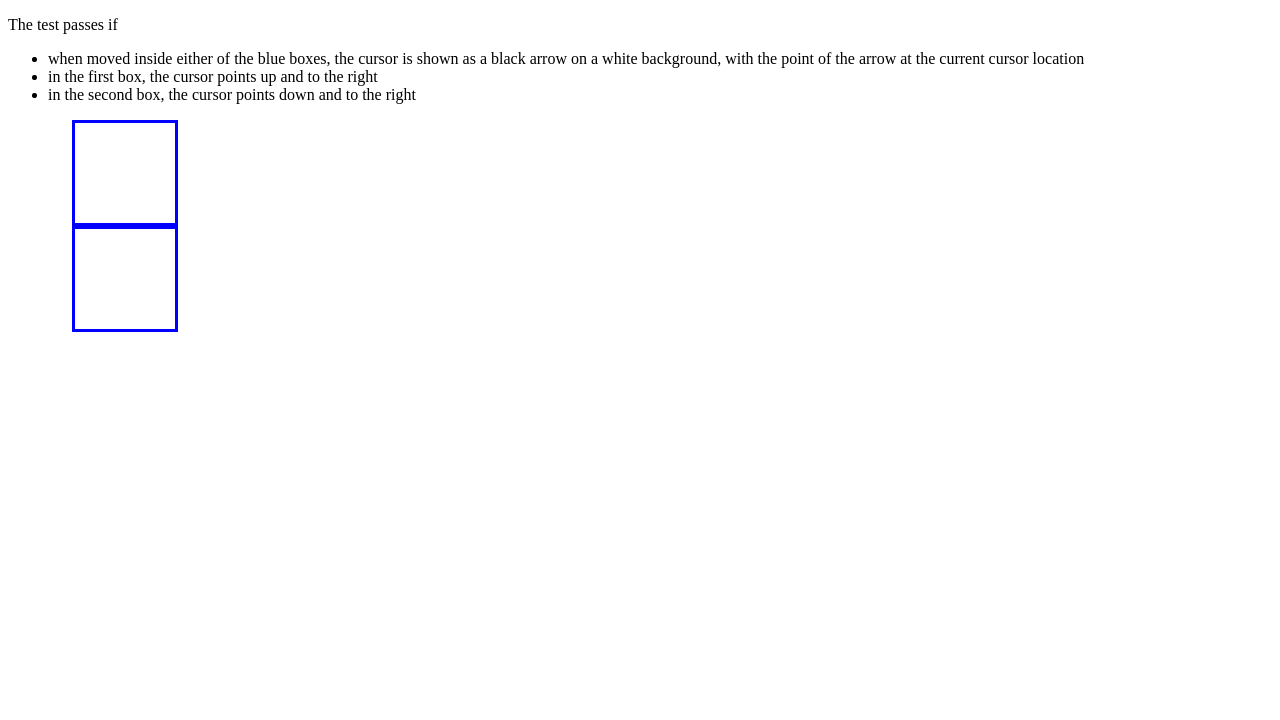 The test passes if
when moved inside either of the blue boxes, the cursor is shown as a black arrow on a white background, with the point of the arrow at the current cursor location
in the first box, the cursor points up and to the right
in the second box, the cursor points down and to the right